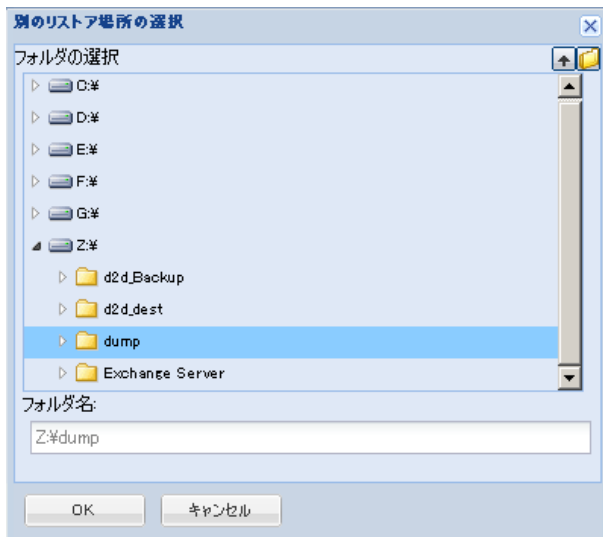 別のリストア場所の選択
フォルダの選択
C:¥
D:¥
E:¥
F:¥
G:¥
Z:¥
d2d_Backup
d2d_dest
dump
Exchange Server
フォルダ名:
Z:¥dump
OK
キャンセル